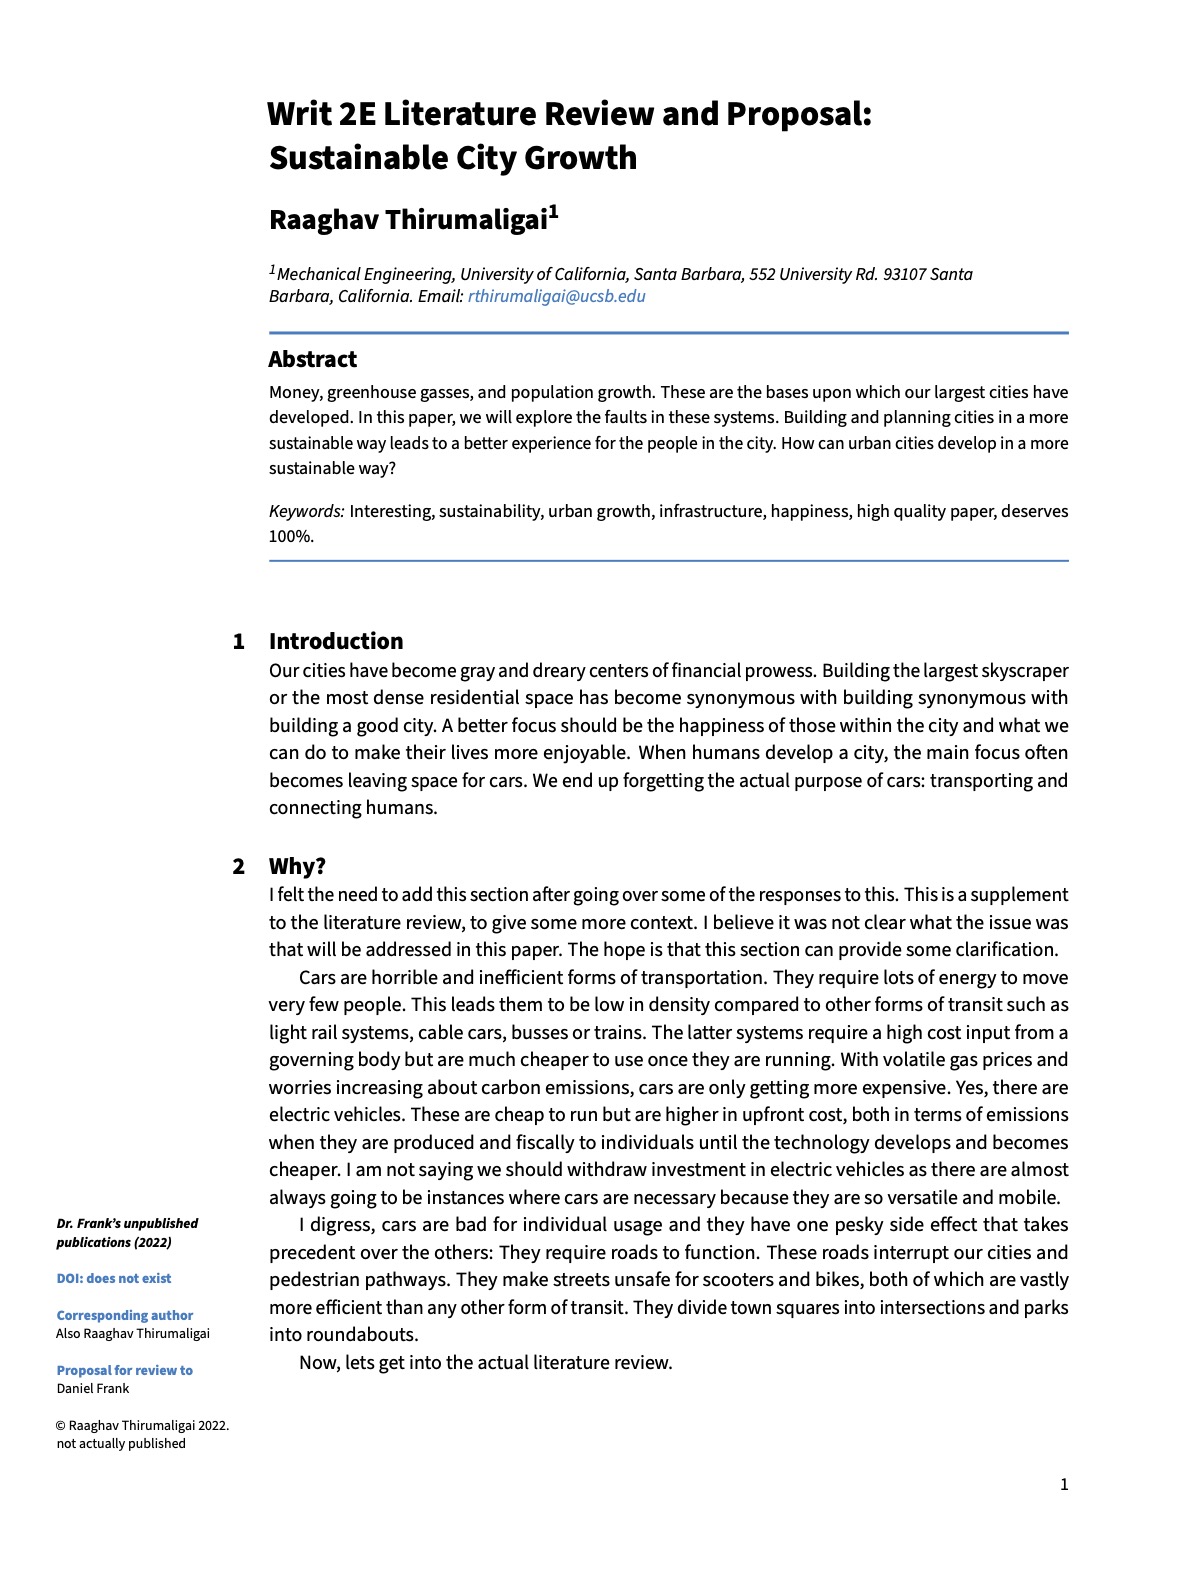 Writ 2E Literature Review and Proposal:
Sustainable City Growth
Raaghav Thirumaligai1
1Mechanical Engineering, University of California, Santa Barbara, 552 University Rd. 93107 Santa
Barbara, California. Email: rthirumaligai@ucsb.edu
Abstract
Money, greenhouse gasses, and population growth. These are the bases upon which our largest cities have
developed. In this paper, we will explore the faults in these systems. Building and planning cities in a more
sustainable way leads to a better experience for the people in the city. How can urban cities develop in a more
sustainable way?
Keywords: Interesting, sustainability, urban growth, infrastructure, happiness, high quality paper, deserves
100%.
1 Introduction
Our cities have become gray and dreary centers of financial prowess. Building the largest skyscraper
or the most dense residential space has become synonymous with building synonymous with
building a good city. A better focus should be the happiness of those within the city and what we
can do to make their lives more enjoyable. When humans develop a city, the main focus often
becomes leaving space for cars. We end up forgetting the actual purpose of cars: transporting and
connecting humans.
2 Why?
I felt the need to add this section after going over some of the responses to this. This is a supplement
to the literature review, to give some more context. I believe it was not clear what the issue was
that will be addressed in this paper. The hope is that this section can provide some clarification.
Cars are horrible and inefficient forms of transportation. They require lots of energy to move
very few people. This leads them to be low in density compared to other forms of transit such as
light rail systems, cable cars, busses or trains. The latter systems require a high cost input from a
governing body but are much cheaper to use once they are running. With volatile gas prices and
worries increasing about carbon emissions, cars are only getting more expensive. Yes, there are
electric vehicles. These are cheap to run but are higher in upfront cost, both in terms of emissions
when they are produced and fiscally to individuals until the technology develops and becomes
cheaper. I am not saying we should withdraw investment in electric vehicles as there are almost
always going to be instances where cars are necessary because they are so versatile and mobile.
I digress, cars are bad for individual usage and they have one pesky side effect that takes
precedent over the others: They require roads to function. These roads interrupt our cities and
pedestrian pathways. They make streets unsafe for scooters and bikes, both of which are vastly
more efficient than any other form of transit. They divide town squares into intersections and parks
into roundabouts.
Now, lets get into the actual literature review.
Dr. Frank's unpublished
publications (2022)
DOI: does not exist
Corresponding author
Also Raaghav Thirumaligai
Proposal for review to
Daniel Frank
© Raaghav Thirumaligai 2022.
not actually published
1